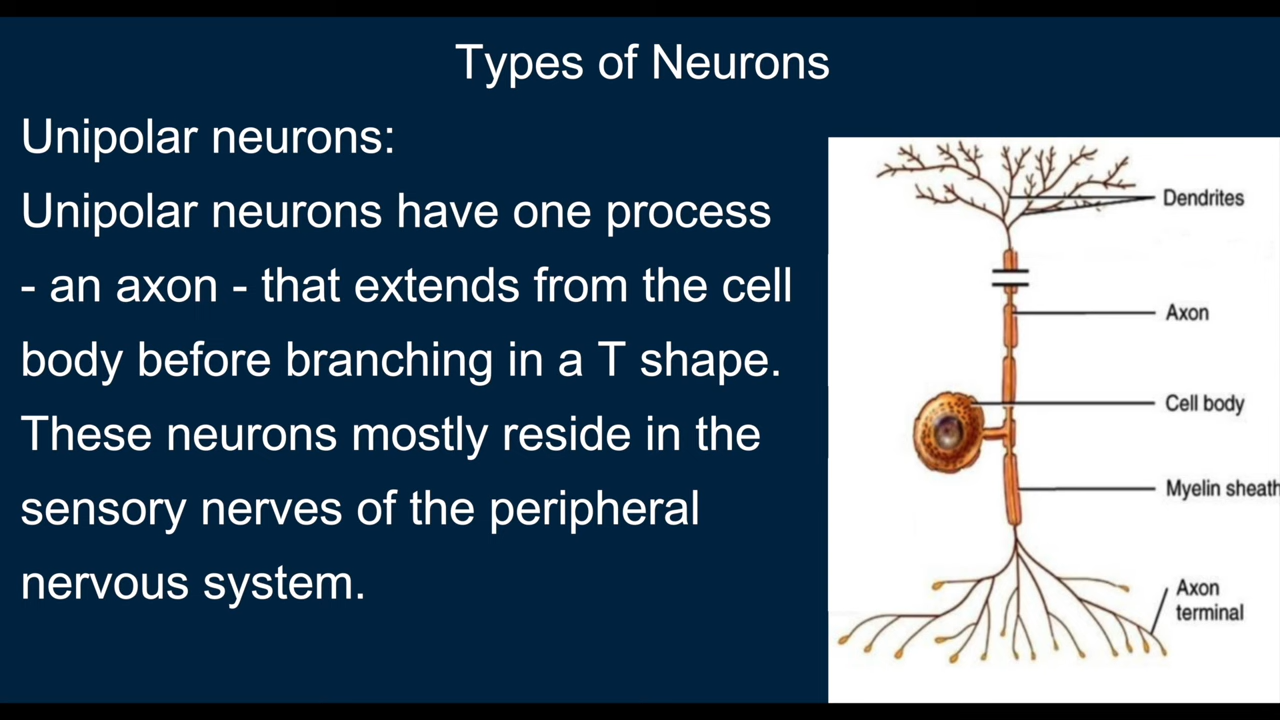 Types of Neurons
Unipolar neurons:
Unipolar neurons have one process
- an axon - that extends from the cell
body before branching in a T shape.
These neurons mostly reside in the
sensory nerves of the peripheral
nervous system.
Dendrites
Axon
Cell body
Myelin sheath
Axon
terminal